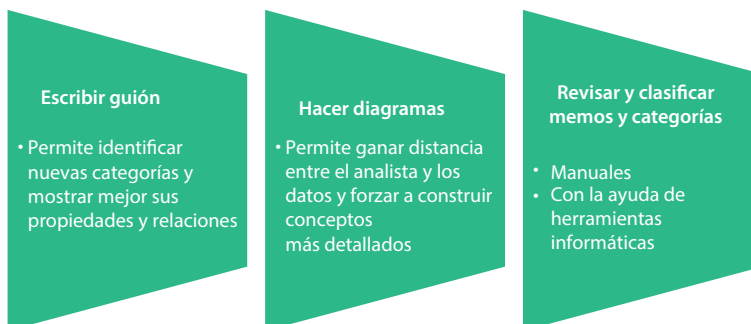 Escribir guión
• Permite identificar
nuevas categorías y
mostrar mejor sus
propiedades y relaciones
Hacer diagramas
• Permite ganar distancia
entre el analista y los
datos y forzar a construir
conceptos
más detallados
Revisar y clasificar
memos y categorías
• Manuales
• Con la ayuda de
herramientas
informáticas